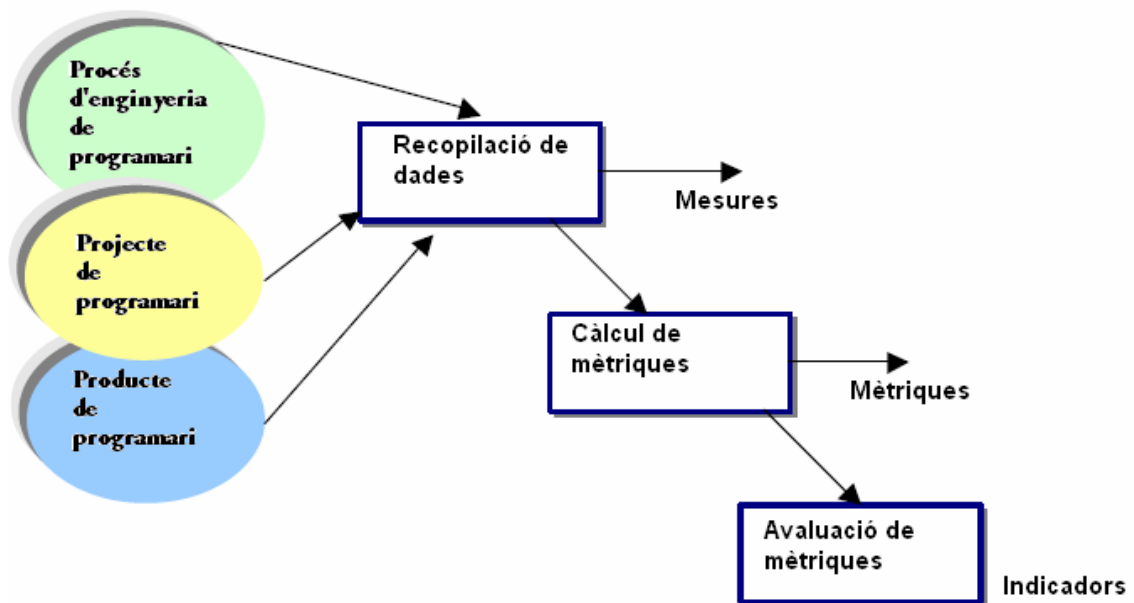 Procés
d'enginyeria
de
programari
Recopilació de
dades
Mesures
Projecte
de
programari
Càlcul de
mètriques
Mètriques
Producte
de
programari
Avaluació de
mètriques
Indicadors